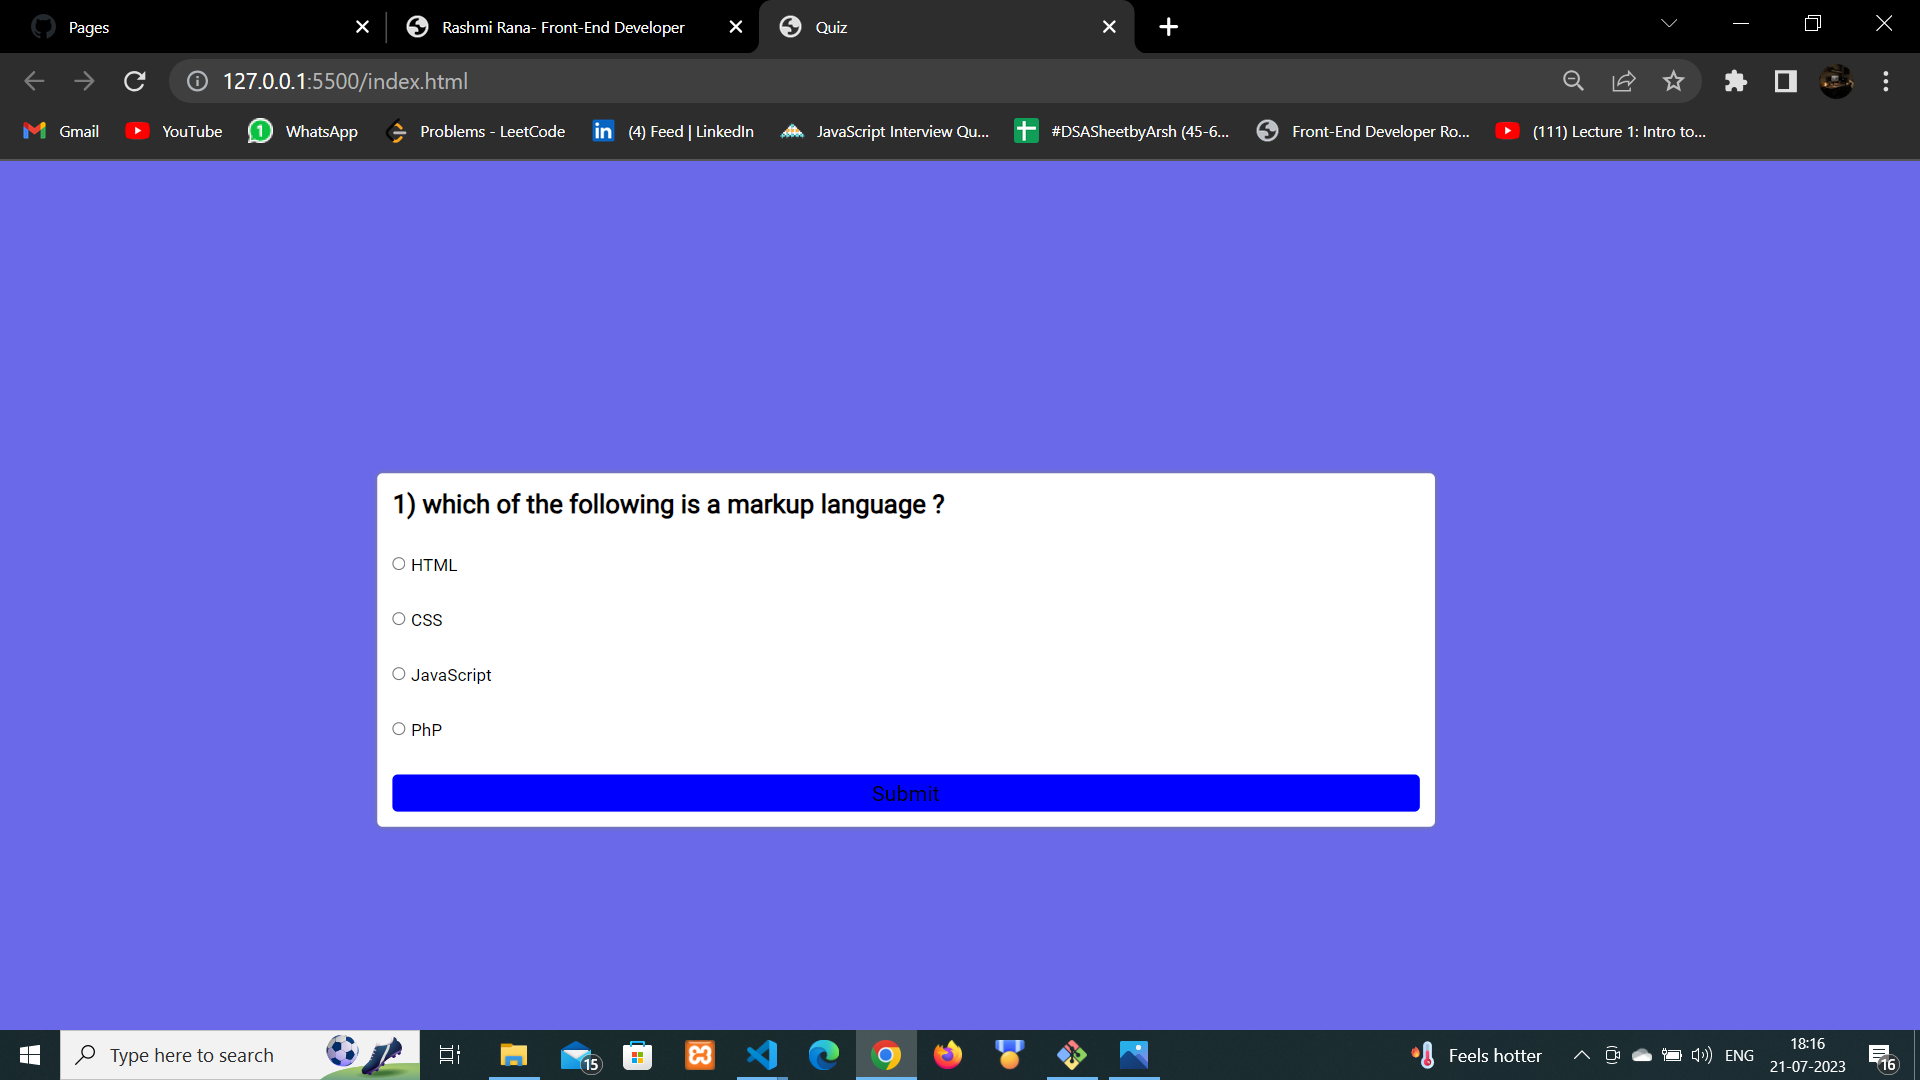 Pages
Rashmi Rana- Front-End Developer
Quiz
127.0.0.1:5500/index.html
Gmail
YouTube
1
WhatsApp
Problems - LeetCode
in
(4) Feed | LinkedIn
JavaScript Interview Qu...
#DSASheetbyArsh (45-6...
Front-End Developer Ro...
(111) Lecture 1: Intro to...
1) which of the following is a markup language ?
HTML
CSS
JavaScript
PhP
Submit
Type here to search
15
Feels hotter
ENG
18:16
21-07-2023
16